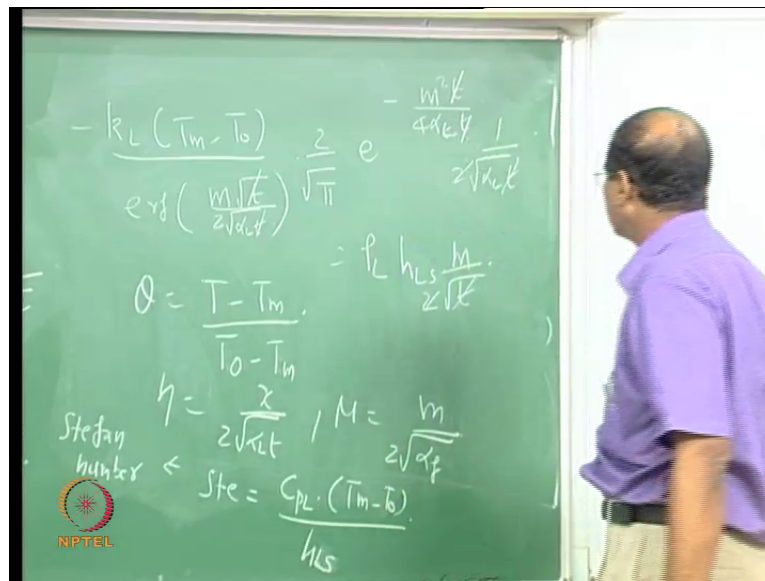 - k_L (T_m - T_0) / erf( m√t / 2√α_L t ) · 2/√π e^(- m²t / 4α_L t) 1 / 2√α_L t
= ρ_L h_LS m / 2√t .
θ = T - T_m / T_0 - T_m .
η = x / 2√α_L t , M = m / 2√α_f
Stefan number ← Ste = C_pL · (T_m - T_0) / h_LS
NPTEL